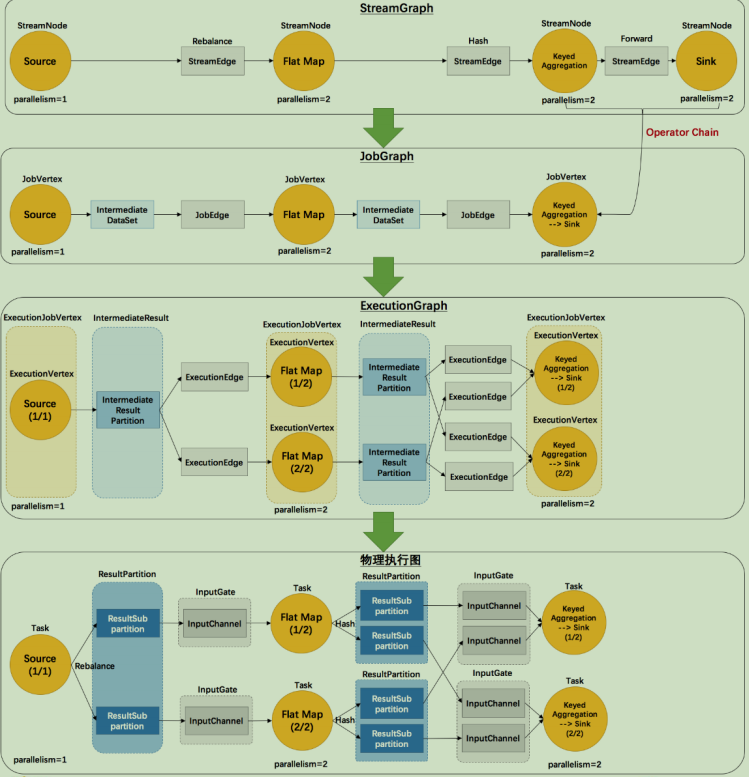 StreamGraph
StreamNode
StreamNode
StreamNode
StreamNode
Rebalance
Hash
Forward
Source
StreamEdge
Flat Map
StreamEdge
Keyed
Aggregation
StreamEdge
Sink
parallelism=1
parallelism=2
parallelism=2
parallelism=2
Operator Chain
JobGraph
JobVertex
JobVertex
JobVertex
Source
Intermediate
DataSet
JobEdge
Flat Map
Intermediate
DataSet
JobEdge
Keyed
Aggregation
--> Sink
parallelism=1
parallelism=2
parallelism=2
ExecutionGraph
ExecutionJobVertex
IntermediateResult
ExecutionJobVertex
IntermediateResult
ExecutionJobVertex
ExecutionVertex
Source
(1/1)
Intermediate
Result
Partition
ExecutionEdge
ExecutionEdge
ExecutionVertex
Flat Map
(1/2)
ExecutionVertex
Flat Map
(2/2)
Intermediate
Result
Partition
Intermediate
Result
Partition
ExecutionEdge
ExecutionEdge
ExecutionEdge
ExecutionEdge
ExecutionVertex
Keyed
Aggregation
--> Sink
(1/2)
ExecutionVertex
Keyed
Aggregation
--> Sink
(2/2)
parallelism=1
parallelism=2
parallelism=2
物理执行图
Task
Source
(1/1)
Rebalance
ResultPartition
ResultSub
partition
ResultSub
partition
InputGate
InputChannel
InputGate
InputChannel
Task
Flat Map
(1/2)
Hash
Task
Flat Map
(2/2)
Hash
ResultPartition
ResultSub
partition
ResultSub
partition
ResultPartition
ResultSub
partition
ResultSub
partition
InputGate
InputChannel
InputChannel
InputGate
InputChannel
InputChannel
Task
Keyed
Aggregation
--> Sink
(1/2)
Task
Keyed
Aggregation
--> Sink
(2/2)
parallelism=1
parallelism=2
parallelism=2